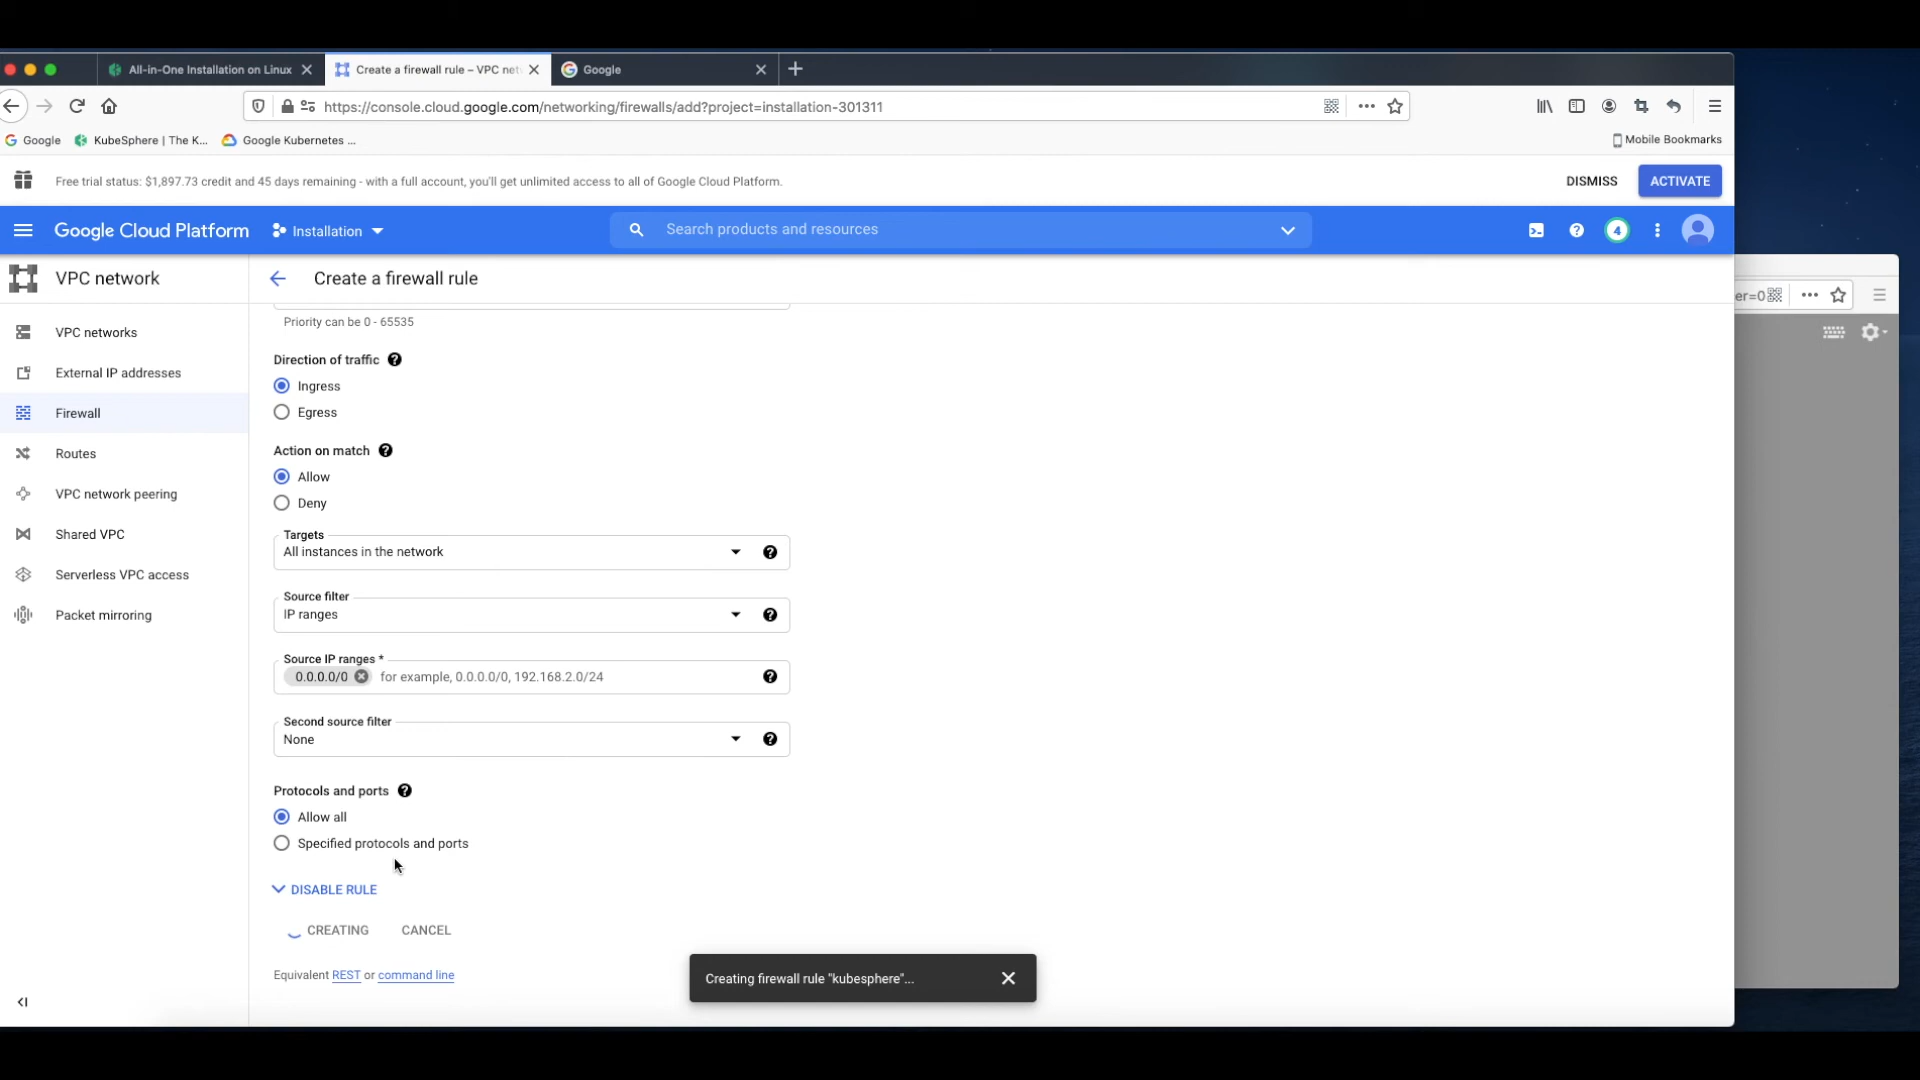 All-in-One Installation on Linux
Create a firewall rule – VPC net
Google
https://console.cloud.google.com/networking/firewalls/add?project=installation-301311
Google
KubeSphere | The K...
Google Kubernetes ...
Mobile Bookmarks
Free trial status: $1,897.73 credit and 45 days remaining - with a full account, you'll get unlimited access to all of Google Cloud Platform.
DISMISS
ACTIVATE
Google Cloud Platform
Installation
Search products and resources
4
VPC network
Create a firewall rule
er=0
VPC networks
External IP addresses
Firewall
Routes
VPC network peering
Shared VPC
Serverless VPC access
Packet mirroring
Priority can be 0 - 65535
Direction of traffic
Ingress
Egress
Action on match
Allow
Deny
Targets
All instances in the network
Source filter
IP ranges
Source IP ranges *
0.0.0.0/0 for example, 0.0.0.0/0, 192.168.2.0/24
Second source filter
None
Protocols and ports
Allow all
Specified protocols and ports
DISABLE RULE
CREATING
CANCEL
Equivalent REST or command line
Creating firewall rule "kubesphere"...